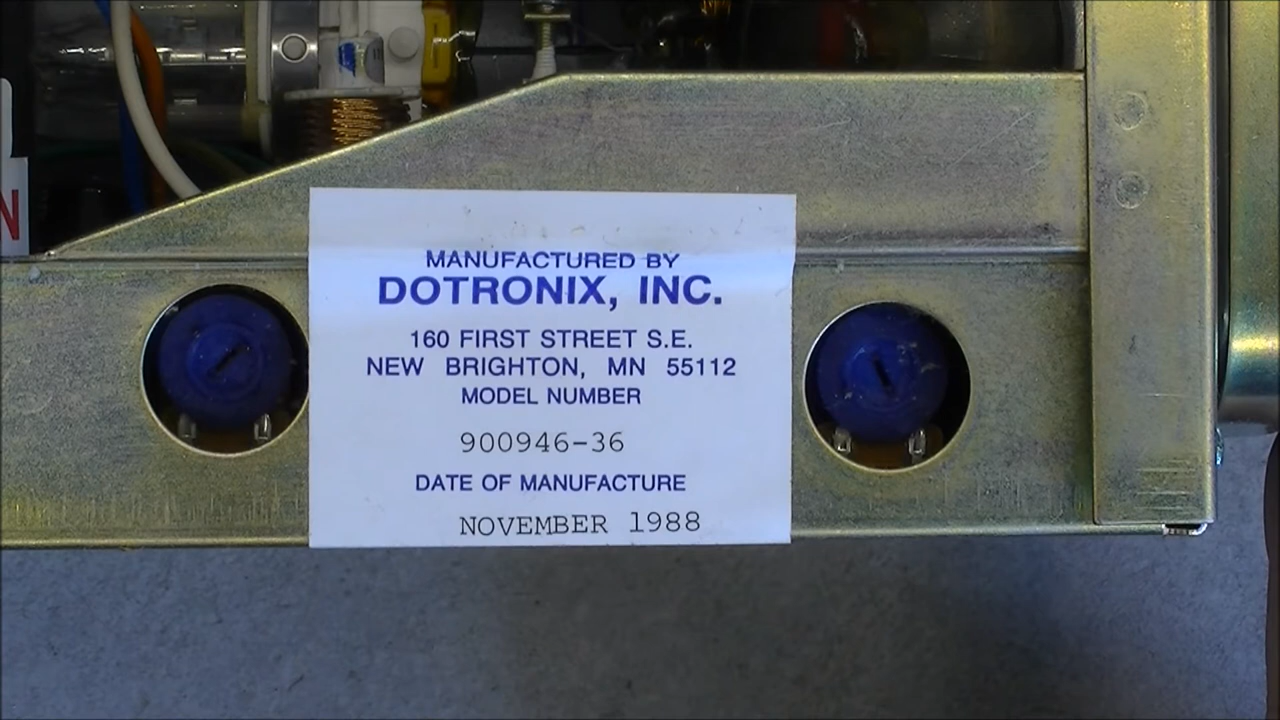 MANUFACTURED BY
DOTRONIX, INC.
160 FIRST STREET S.E.
NEW BRIGHTON, MN 55112
MODEL NUMBER
900946-36
DATE OF MANUFACTURE
NOVEMBER 1988
N